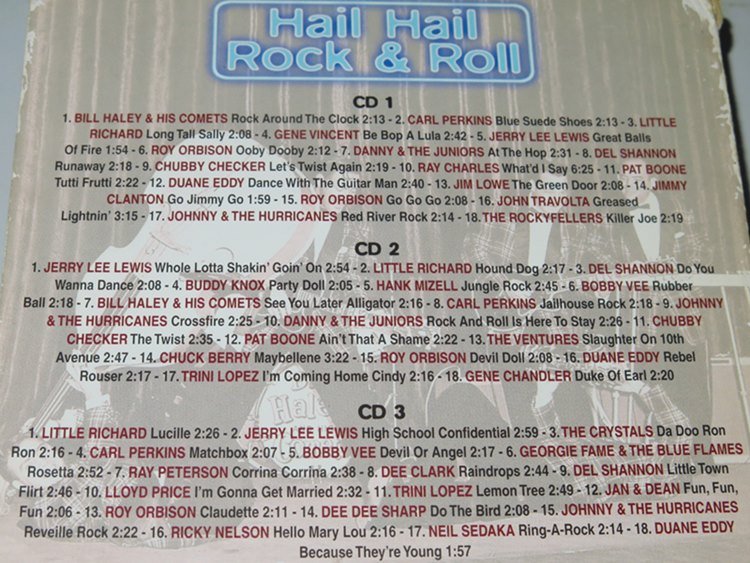 Hail Hail
Rock & Roll
CD 1
1. BILL HALEY & HIS COMETS Rock Around The Clock 2:13 - 2. CARL PERKINS Blue Suede Shoes 2:13 - 3. LITTLE
RICHARD Long Tall Sally 2:08 - 4. GENE VINCENT Be Bop A Lula 2:42 - 5. JERRY LEE LEWIS Great Balls
Of Fire 1:54 - 6. ROY ORBISON Ooby Dooby 2:12 - 7. DANNY & THE JUNIORS At The Hop 2:31 - 8. DEL SHANNON
Runaway 2:18 - 9. CHUBBY CHECKER Let's Twist Again 2:19 - 10. RAY CHARLES What'd I Say 6:25 - 11. PAT BOONE
Tutti Frutti 2:22 - 12. DUANE EDDY Dance With The Guitar Man 2:40 - 13. JIM LOWE The Green Door 2:08 - 14. JIMMY
CLANTON Go Jimmy Go 1:59 - 15. ROY ORBISON Go Go Go 2:08 - 16. JOHN TRAVOLTA Greased
Lightnin' 3:15 - 17. JOHNNY & THE HURRICANES Red River Rock 2:14 - 18. THE ROCKYFELLERS Killer Joe 2:19
CD 2
1. JERRY LEE LEWIS Whole Lotta Shakin' Goin' On 2:54 - 2. LITTLE RICHARD Hound Dog 2:17 - 3. DEL SHANNON Do You
Wanna Dance 2:08 - 4. BUDDY KNOX Party Doll 2:05 - 5. HANK MIZELL Jungle Rock 2:45 - 6. BOBBY VEE Rubber
Ball 2:18 - 7. BILL HALEY & HIS COMETS See You Later Alligator 2:16 - 8. CARL PERKINS Jailhouse Rock 2:18 - 9. JOHNNY
& THE HURRICANES Crossfire 2:25 - 10. DANNY & THE JUNIORS Rock And Roll Is Here To Stay 2:26 - 11. CHUBBY
CHECKER The Twist 2:35 - 12. PAT BOONE Ain't That A Shame 2:22 - 13. THE VENTURES Slaughter On 10th
Avenue 2:47 - 14. CHUCK BERRY Maybellene 3:22 - 15. ROY ORBISON Devil Doll 2:08 - 16. DUANE EDDY Rebel
Rouser 2:17 - 17. TRINI LOPEZ I'm Coming Home Cindy 2:16 - 18. GENE CHANDLER Duke Of Earl 2:20
CD 3
1. LITTLE RICHARD Lucille 2:26 - 2. JERRY LEE LEWIS High School Confidential 2:59 - 3. THE CRYSTALS Da Doo Ron
Ron 2:16 - 4. CARL PERKINS Matchbox 2:07 - 5. BOBBY VEE Devil Or Angel 2:17 - 6. GEORGIE FAME & THE BLUE FLAMES
Rosetta 2:52 - 7. RAY PETERSON Corrina Corrina 2:38 - 8. DEE CLARK Raindrops 2:44 - 9. DEL SHANNON Little Town
Flirt 2:46 - 10. LLOYD PRICE I'm Gonna Get Married 2:32 - 11. TRINI LOPEZ Lemon Tree 2:49 - 12. JAN & DEAN Fun, Fun,
Fun 2:06 - 13. ROY ORBISON Claudette 2:11 - 14. DEE DEE SHARP Do The Bird 2:08 - 15. JOHNNY & THE HURRICANES
Reveille Rock 2:22 - 16. RICKY NELSON Hello Mary Lou 2:16 - 17. NEIL SEDAKA Ring-A-Rock 2:14 - 18. DUANE EDDY
Because They're Young 1:57